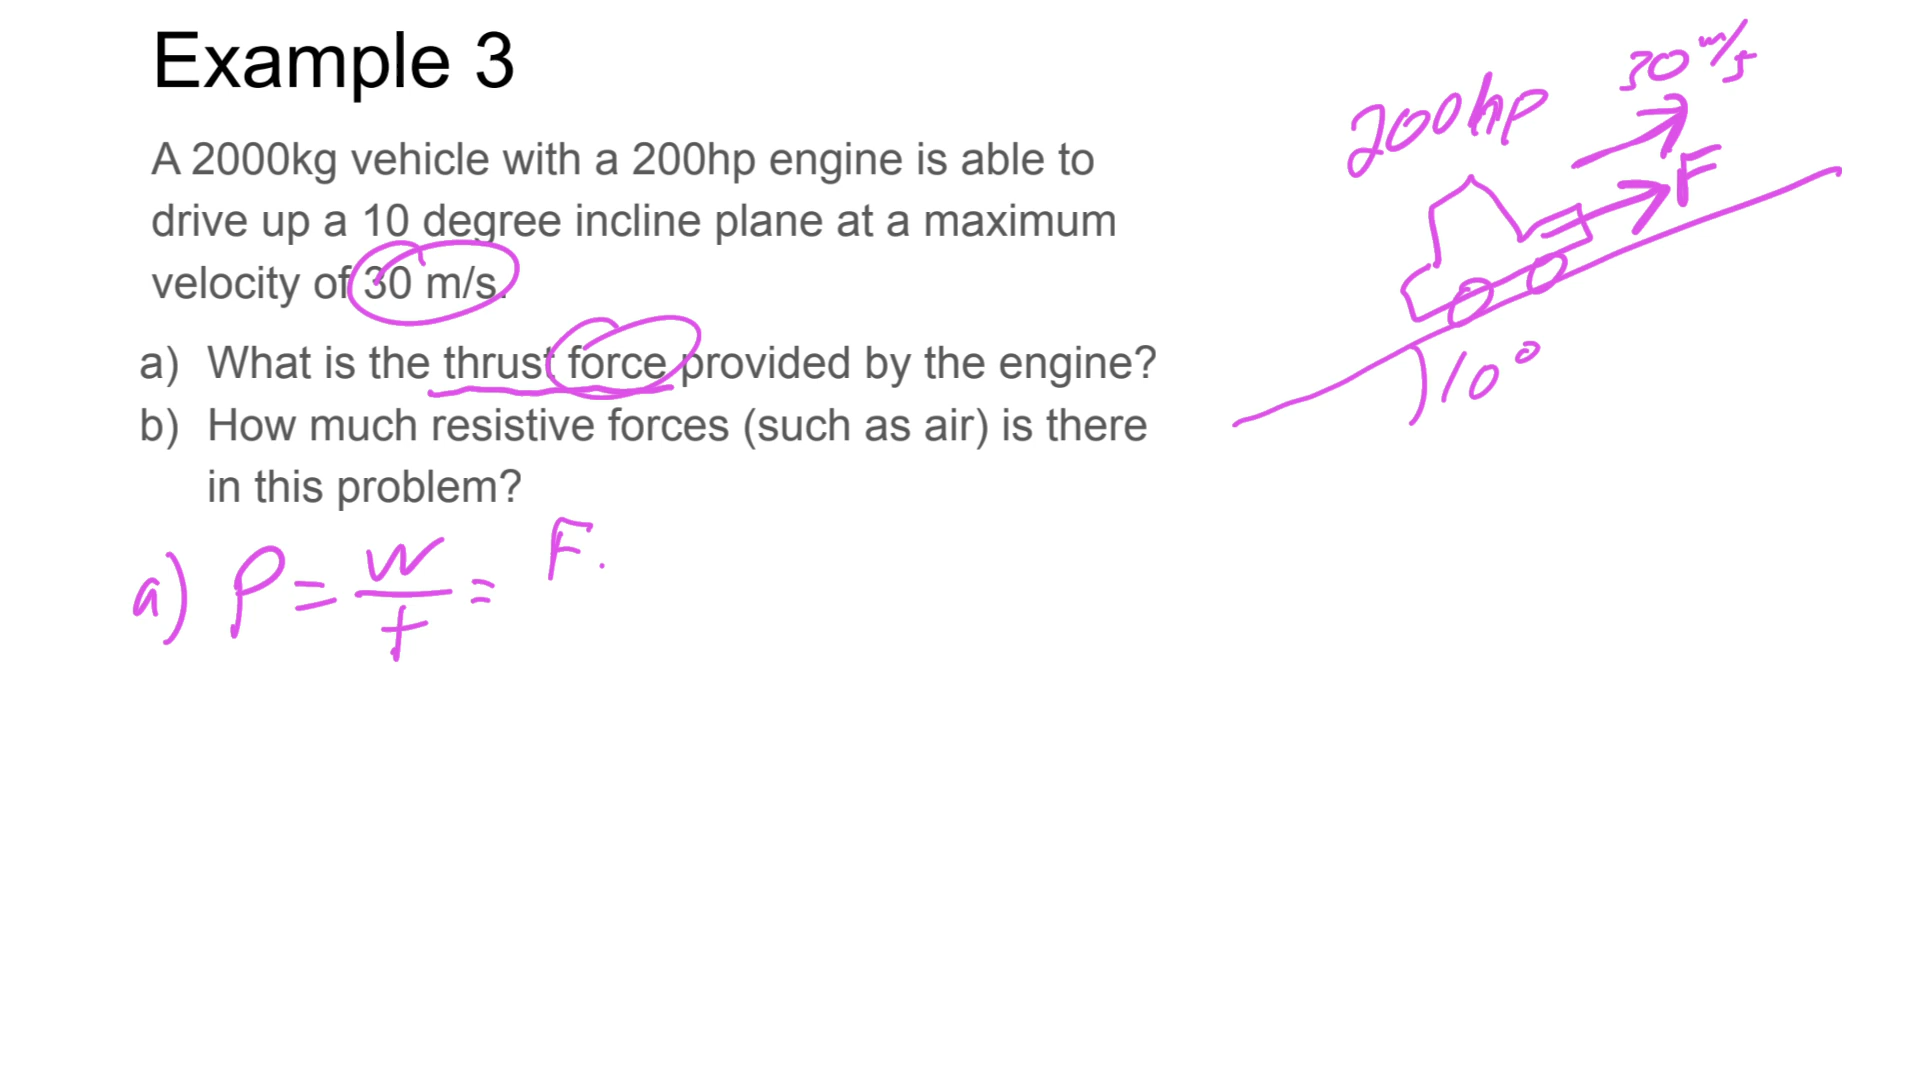 Example 3
A 2000kg vehicle with a 200hp engine is able to
drive up a 10 degree incline plane at a maximum
velocity of 30 m/s.
a) What is the thrust force provided by the engine?
b) How much resistive forces (such as air) is there
in this problem?
200hp
30 m/s
F
10°
a) P = W/t = F.